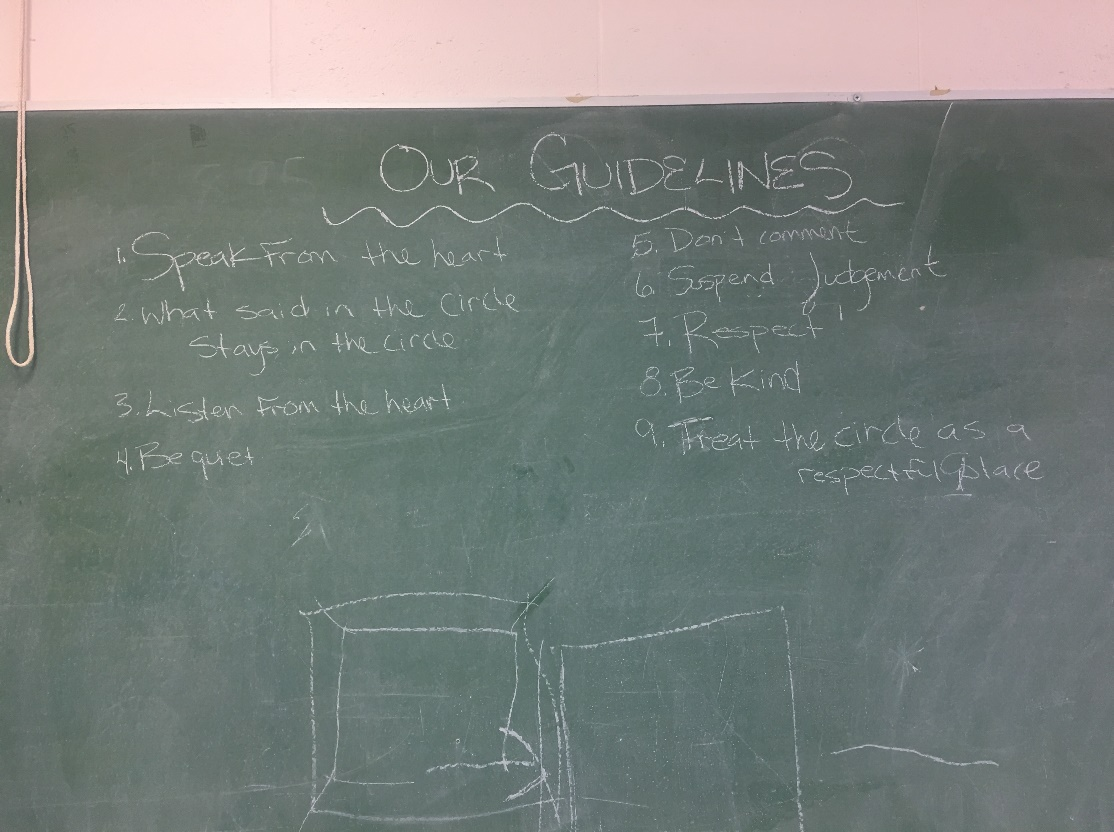 OUR GUIDELINES
1. Speak From the heart
2. What said in the circle
Stays in the circle
3. Listen From the heart
4. Be quet
5. Don't comment
6. Suspend Judgement
7. Respect
8. Be Kind
9. Treat the circle as a
respectful place